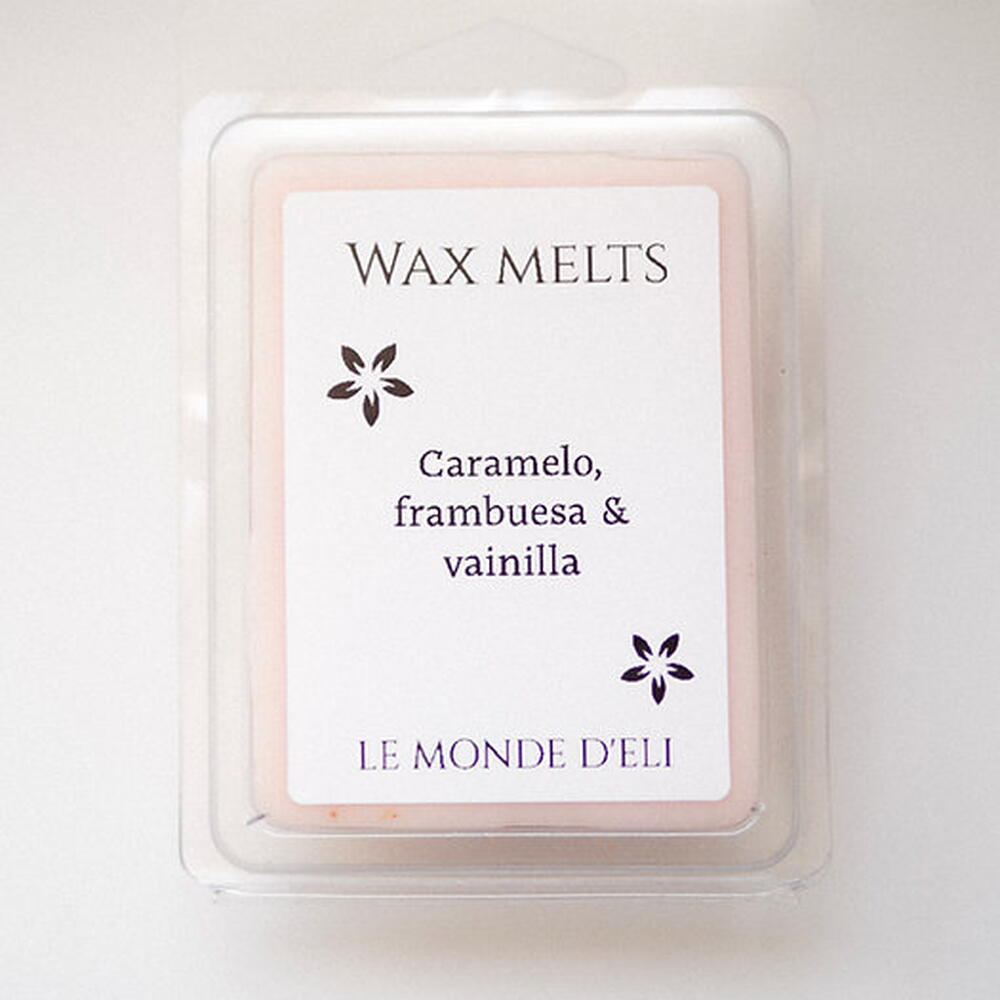 WAX MELTS
Caramelo,
frambuesa &
vainilla
LE MONDE D'ELI